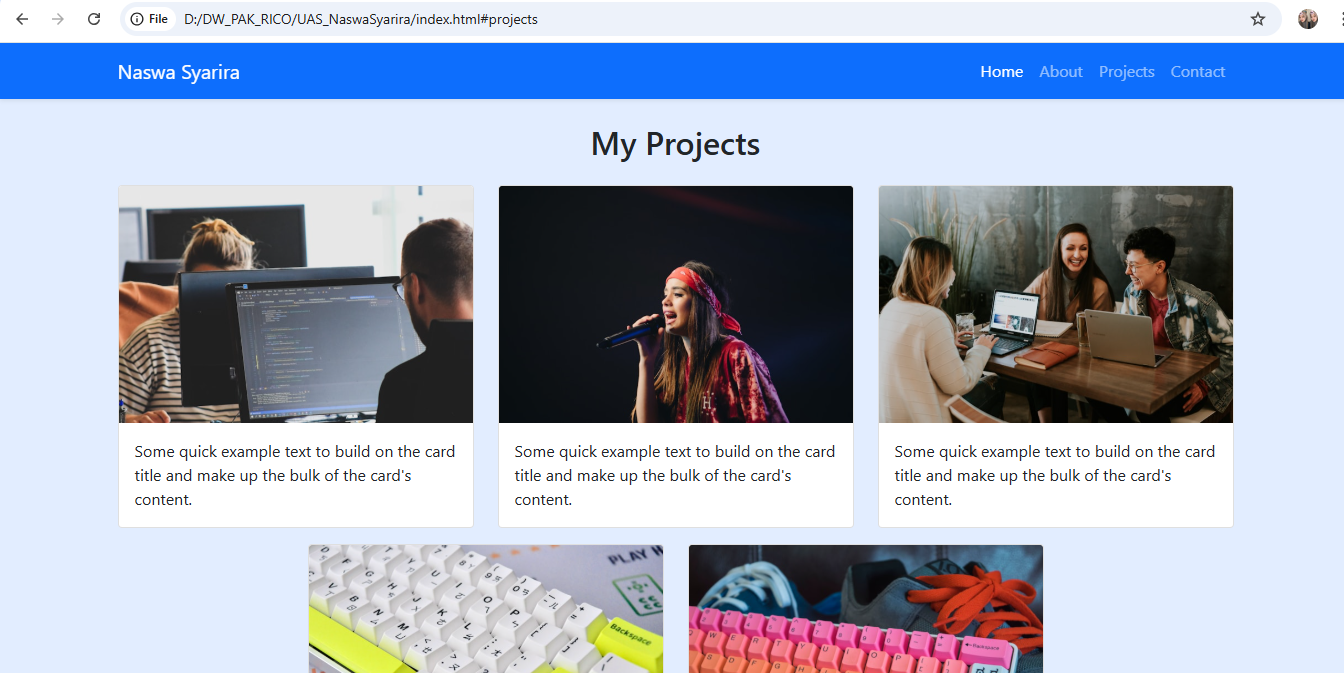 File D:/DW_PAK_RICO/UAS_NaswaSyarira/index.html#projects
Naswa Syarira Home About Projects Contact
My Projects
Some quick example text to build on the card
title and make up the bulk of the card's
content.
Some quick example text to build on the card
title and make up the bulk of the card's
content.
Some quick example text to build on the card
title and make up the bulk of the card's
content.
PLAY
Backspace
Backspace